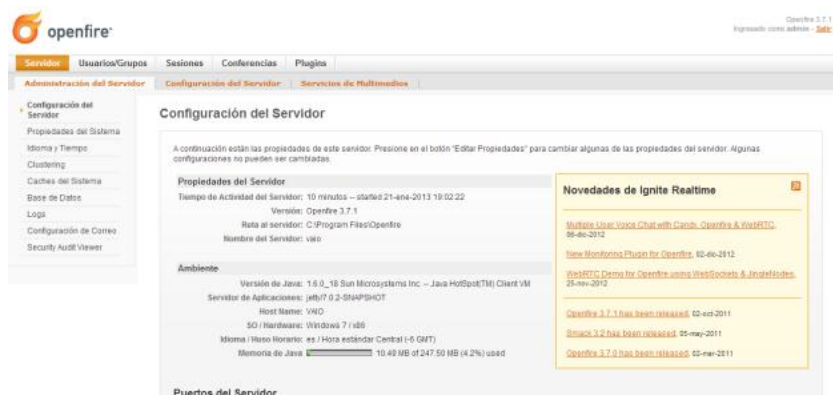 openfire
Openfire 3.7.1
Ingresado como admin - Salir
Servidor Usuarios/Grupos Sesiones Conferencias Plugins
Administración del Servidor Configuración del Servidor Servicios de Multimedios
Configuración del
Servidor
Propiedades del Sistema
Idioma y Tiempo
Clustering
Caches del Sistema
Base de Datos
Logs
Configuración de Correo
Security Audit Viewer
Configuración del Servidor
A continuación están las propiedades de este servidor. Presione en el botón "Editar Propiedades" para cambiar algunas de las propiedades del servidor. Algunas
configuraciones no pueden ser cambiadas.
Propiedades del Servidor
Tiempo de Actividad del Servidor: 10 minutos -- started 21-ene-2013 19:02:22
Versión: Openfire 3.7.1
Ruta al servidor: C:\Program Files\Openfire
Nombre del Servidor: vaio
Ambiente
Versión de Java: 1.6.0_18 Sun Microsystems Inc. -- Java HotSpot(TM) Client VM
Servidor de Aplicaciones: jetty/7.0.2-SNAPSHOT
Host Name: VAIO
SO / Hardware: Windows 7 / x86
Idioma / Huso Horario: es / Hora estándar Central (-6 GMT)
Memoria de Java 10.49 MB of 247.50 MB (4.2%) used
Novedades de Ignite Realtime
Multiple User Voice Chat with Candy, Openfire & WebRTC,
06-dic-2012
New Monitoring Plugin for Openfire, 02-dic-2012
WebRTC Demo for Openfire using WebSockets & JingleNodes,
25-nov-2012
Openfire 3.7.1 has been released, 02-oct-2011
Smack 3.2 has been released, 05-may-2011
Openfire 3.7.0 has been released, 02-mar-2011
Puertos del Servidor